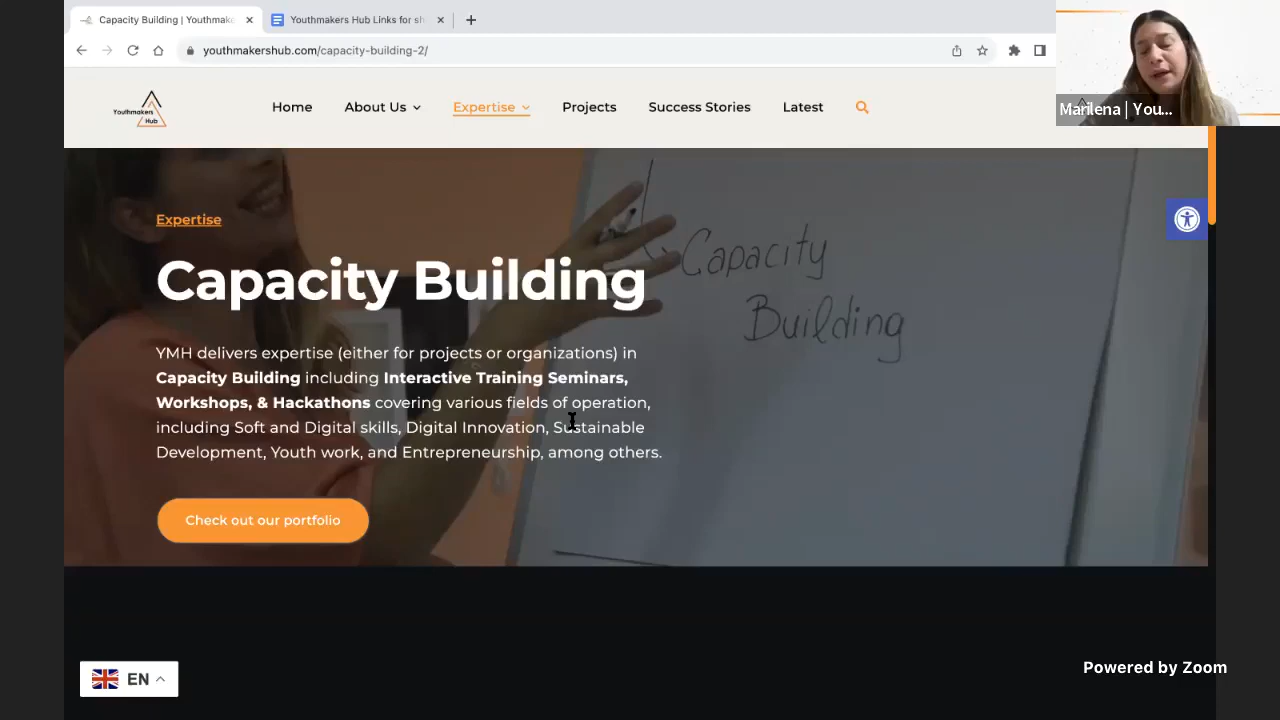 Capacity Building | Youthmake
Youthmakers Hub Links for sh
youthmakershub.com/capacity-building-2/
Marilena | You...
Youthmakers
Hub
Home
About Us
Expertise
Projects
Success Stories
Latest
Expertise
Capacity Building
Capacity
Building
YMH delivers expertise (either for projects or organizations) in
Capacity Building including Interactive Training Seminars,
Workshops, & Hackathons covering various fields of operation,
including Soft and Digital skills, Digital Innovation, Sustainable
Development, Youth work, and Entrepreneurship, among others.
Check out our portfolio
EN
Powered by Zoom